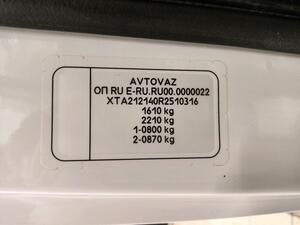 AVTOVAZ
ОП RU E-RU.RU00.0000022
XTA212140R2510316
1610 kg
2210 kg
1-0800 kg
2-0870 kg